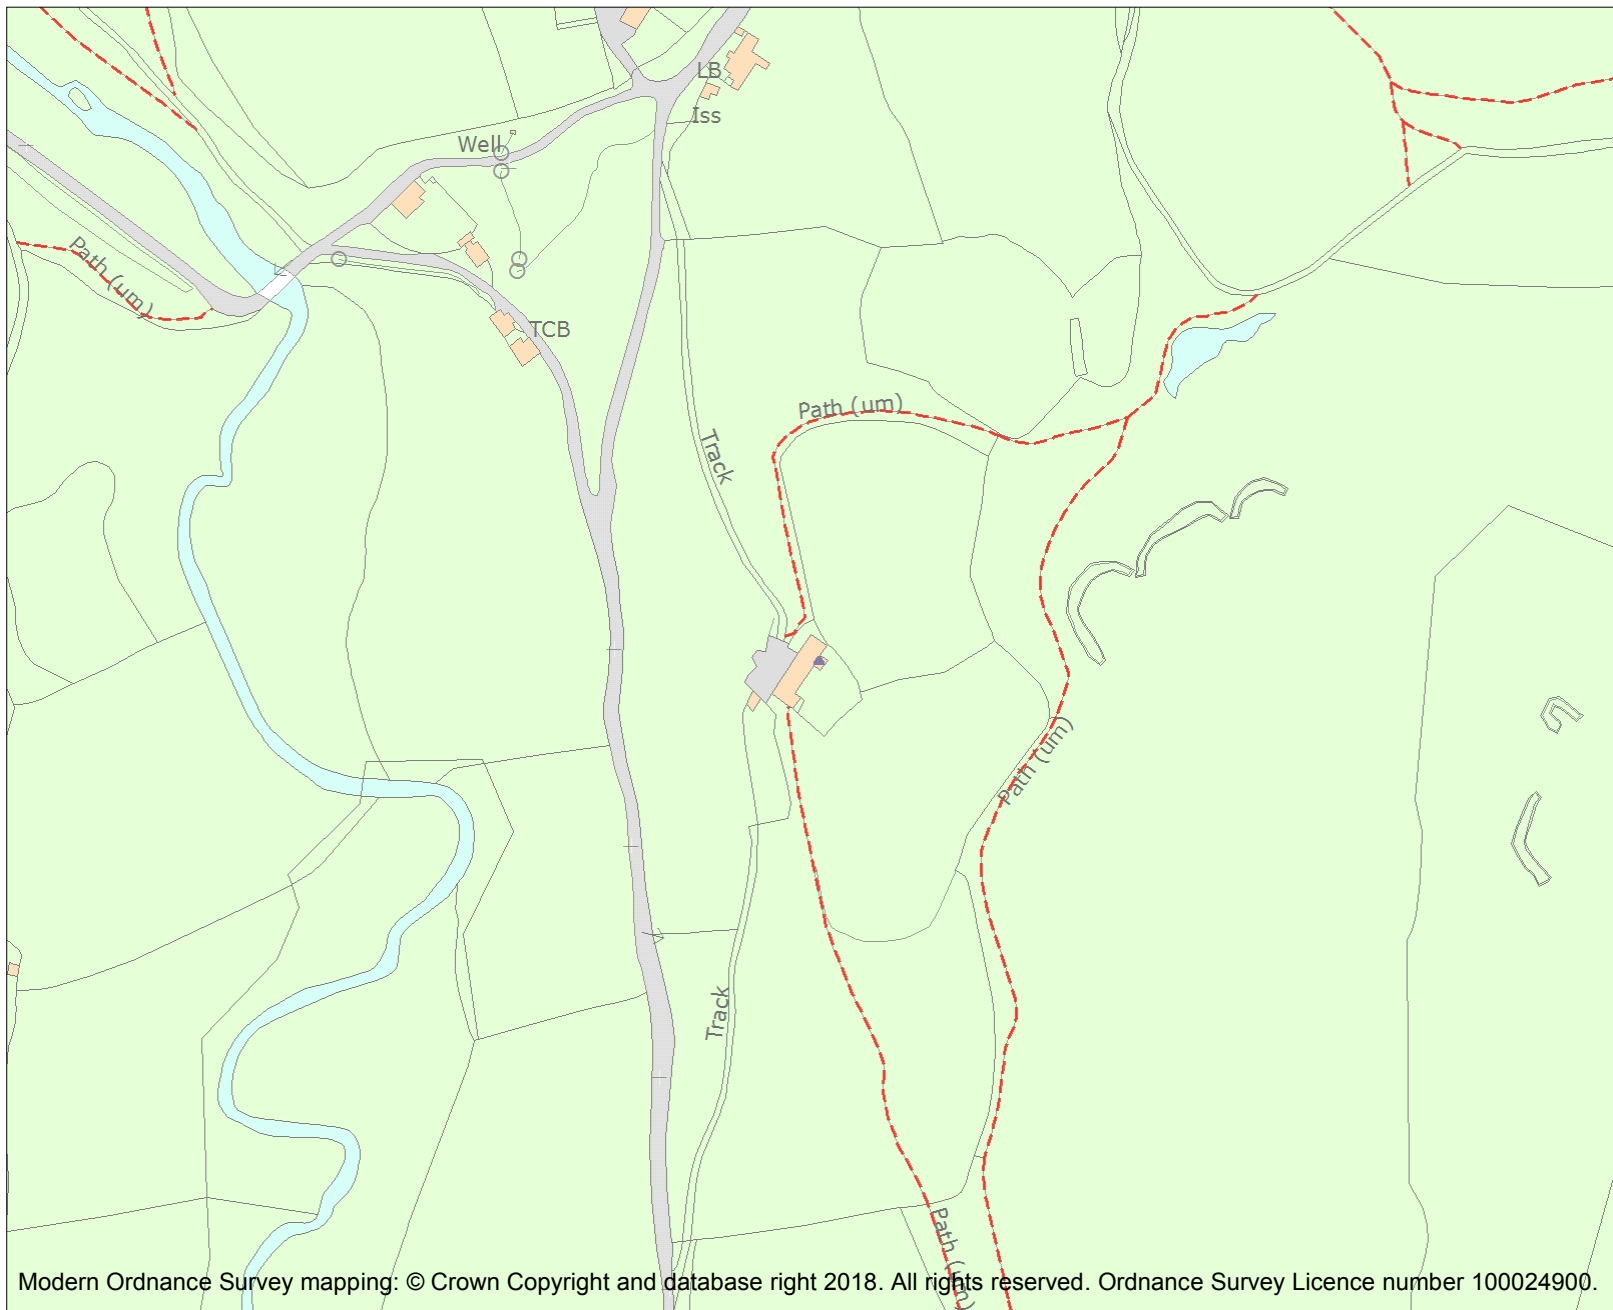 LB
Iss
Well
Path (um)
TCB
Path (um)
Track
Path (um)
Track
Path (um)
Modern Ordnance Survey mapping: © Crown Copyright and database right 2018. All rights reserved. Ordnance Survey Licence number 100024900.